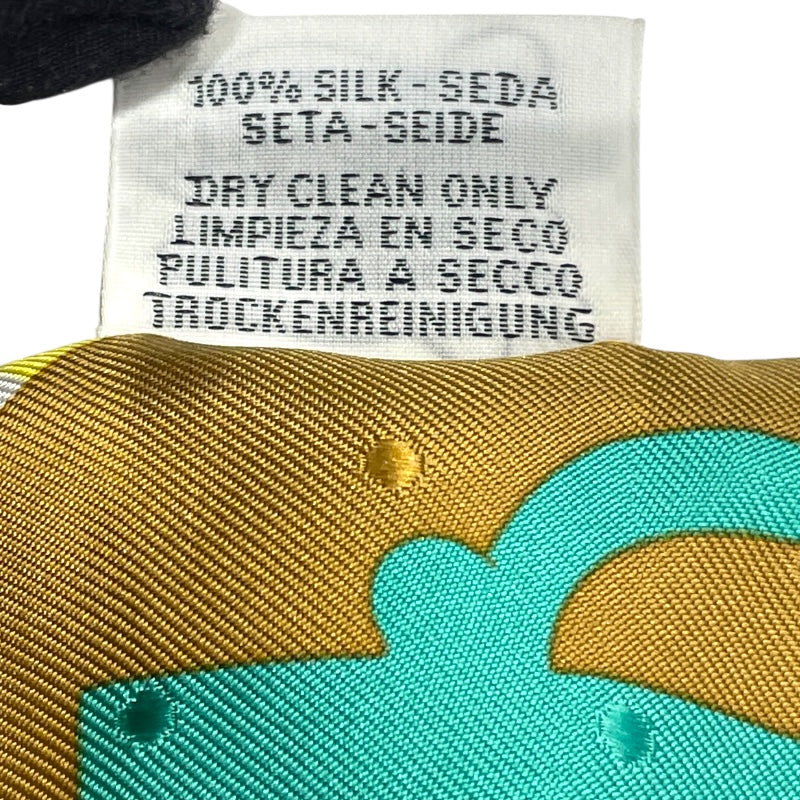 100% SILK - SEDA
SETA - SEIDE
DRY CLEAN ONLY
LIMPIEZA EN SECO
PULITURA A SECCO
TROCKENREINIGUNG